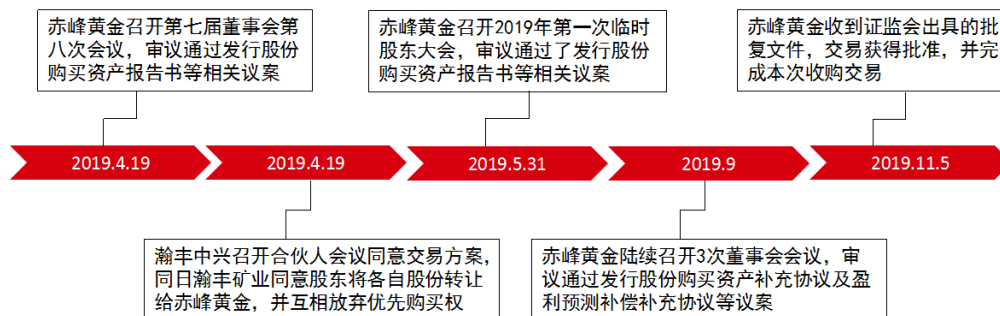 赤峰黄金召开第七届董事会第
八次会议，审议通过发行股份
购买资产报告书等相关议案
赤峰黄金召开2019年第一次临时
股东大会，审议通过了发行股份
购买资产报告书等相关议案
赤峰黄金收到证监会出具的批
复文件，交易获得批准，并完
成本次收购交易
2019.4.19
2019.4.19
2019.5.31
2019.9
2019.11.5
瀚丰中兴召开合伙人会议同意交易方案，
同日瀚丰矿业同意股东将各自股份转让
给赤峰黄金，并互相放弃优先购买权
赤峰黄金陆续召开3次董事会会议，审
议通过发行股份购买资产补充协议及盈
利预测补偿补充协议等议案